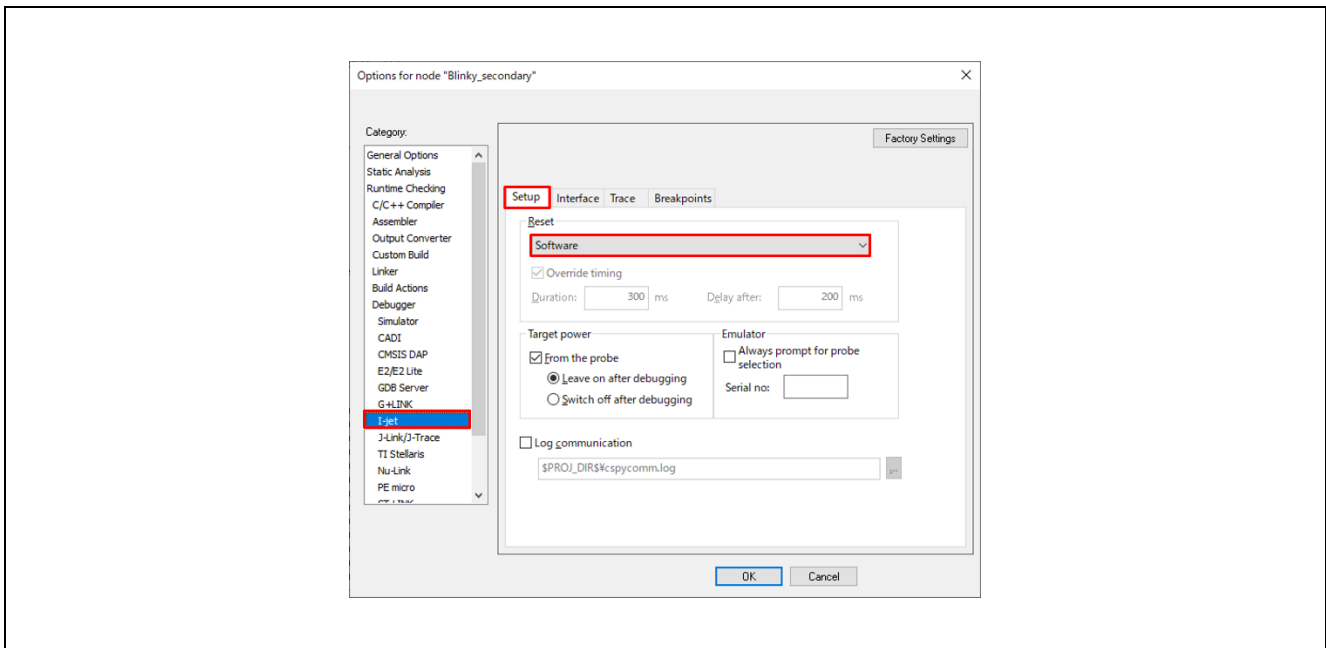 Options for node "Blinky_secondary"
Category:
Factory Settings
General Options
Static Analysis
Runtime Checking
C/C++ Compiler
Assembler
Output Converter
Custom Build
Linker
Build Actions
Debugger
Simulator
CADI
CMSIS DAP
E2/E2 Lite
GDB Server
G+LINK
I-jet
J-Link/J-Trace
TI Stellaris
Nu-Link
PE micro
ST-LINK
Setup Interface Trace Breakpoints
Reset
Software
Override timing
Duration: 300 ms Delay after: 200 ms
Target power
From the probe
Leave on after debugging
Switch off after debugging
Emulator
Always prompt for probe
selection
Serial no:
Log communication
$PROJ_DIR$¥cspycomm.log
...
OK Cancel